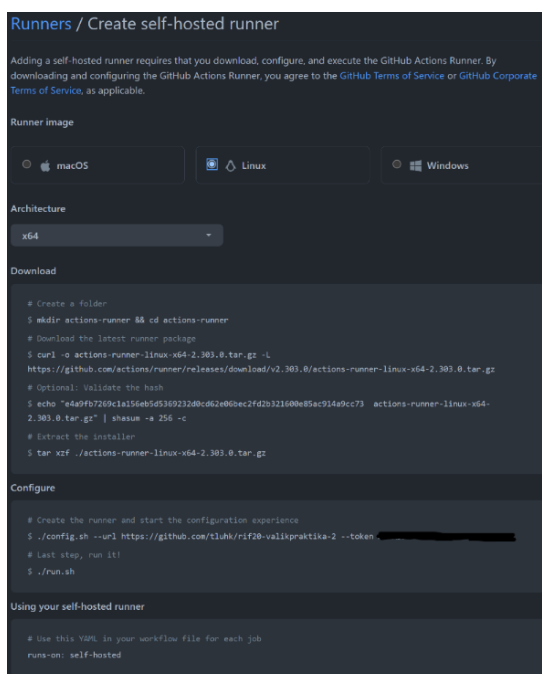 Runners / Create self-hosted runner
Adding a self-hosted runner requires that you download, configure, and execute the GitHub Actions Runner. By
downloading and configuring the GitHub Actions Runner, you agree to the GitHub Terms of Service or GitHub Corporate
Terms of Service, as applicable.
Runner image
macOS
Linux
Windows
Architecture
x64
Download
# Create a folder
$ mkdir actions-runner && cd actions-runner
# Download the latest runner package
$ curl -o actions-runner-linux-x64-2.303.0.tar.gz -L
https://github.com/actions/runner/releases/download/v2.303.0/actions-runner-linux-x64-2.303.0.tar.gz
# Optional: Validate the hash
$ echo "e4a9fb7269c1a156eb5d5369232d0cd62e06bec2fd2b321600e85ac914a9cc73  actions-runner-linux-x64-
2.303.0.tar.gz" | shasum -a 256 -c
# Extract the installer
$ tar xzf ./actions-runner-linux-x64-2.303.0.tar.gz
Configure
# Create the runner and start the configuration experience
$ ./config.sh --url https://github.com/tluhk/rif20-valikpraktika-2 --token
# Last step, run it!
$ ./run.sh
Using your self-hosted runner
# Use this YAML in your workflow file for each job
runs-on: self-hosted